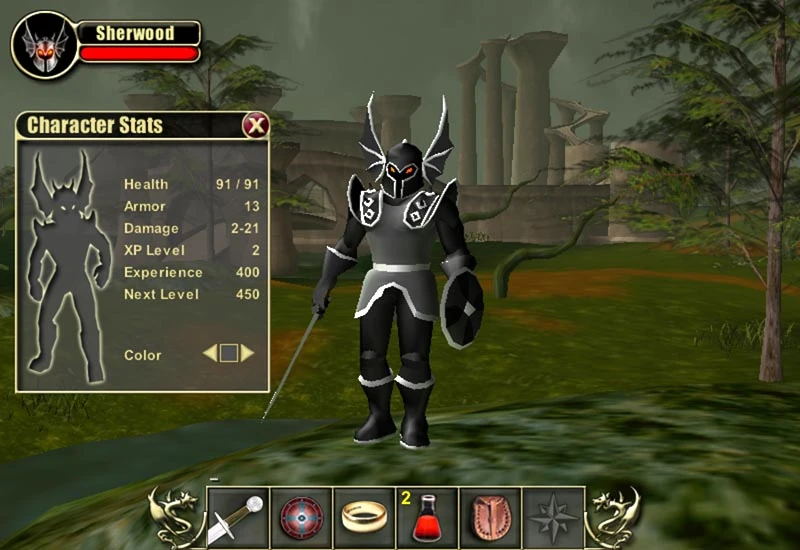 Sherwood
Character Stats X
Health 91 / 91
Armor 13
Damage 2-21
XP Level 2
Experience 400
Next Level 450
Color
2